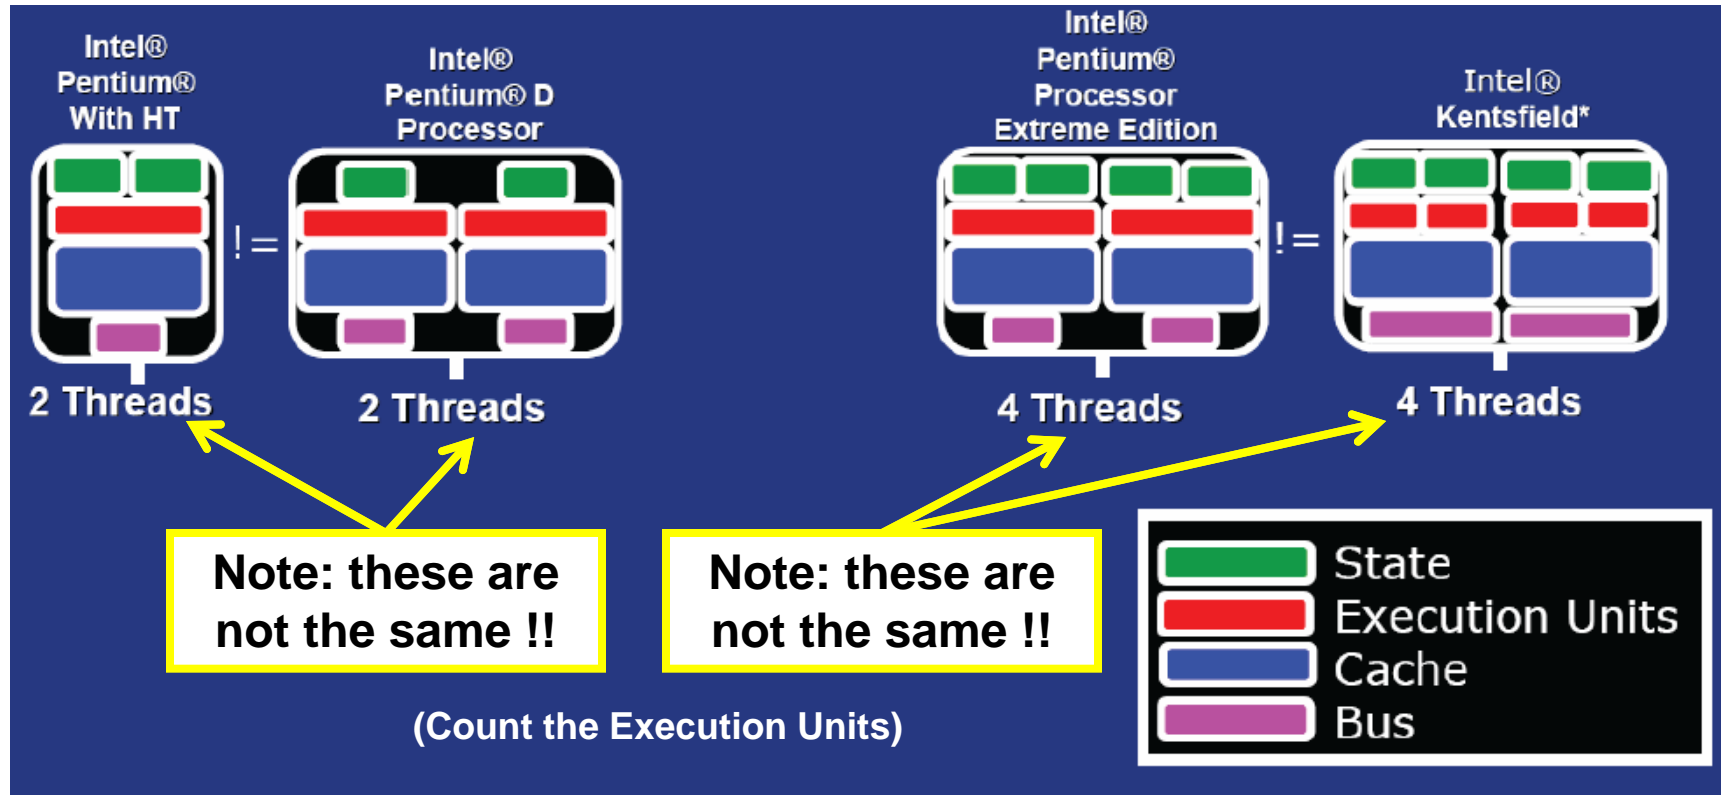 Intel®
Pentium®
With HT
Intel®
Pentium® D
Processor
Intel®
Pentium®
Processor
Extreme Edition
Intel®
Kentsfield*
!=
!=
2 Threads
2 Threads
4 Threads
4 Threads
Note: these are
not the same !!
Note: these are
not the same !!
(Count the Execution Units)
State
Execution Units
Cache
Bus